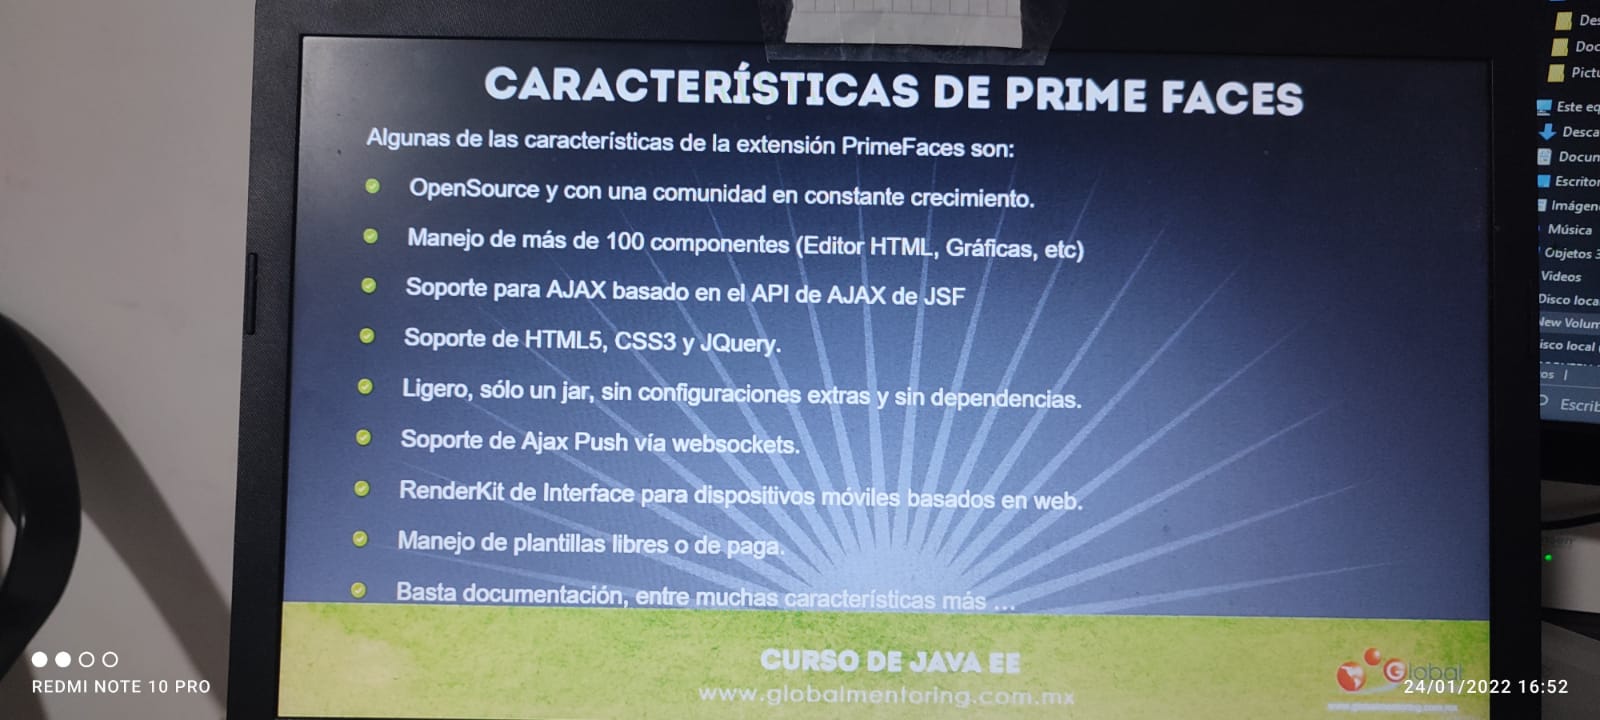 CARACTERÍSTICAS DE PRIME FACES
Algunas de las características de la extensión PrimeFaces son:
OpenSource y con una comunidad en constante crecimiento.
Manejo de más de 100 componentes (Editor HTML, Gráficas, etc)
Soporte para AJAX basado en el API de AJAX de JSF
Soporte de HTML5, CSS3 y JQuery.
Ligero, sólo un jar, sin configuraciones extras y sin dependencias.
Soporte de Ajax Push vía websockets.
RenderKit de Interface para dispositivos móviles basados en web.
Manejo de plantillas libres o de paga.
Basta documentación, entre muchas características más ...
CURSO DE JAVA EE
www.globalmentoring.com.mx
Global
www.globalmentoring.com.mx
Des
Doc
Pictu
Este eq
Desca
Docun
Escritor
Imágen
Música
Objetos 3
Videos
Disco loca
New Volum
isco local
os
Escrib
REDMI NOTE 10 PRO
24/01/2022 16:52